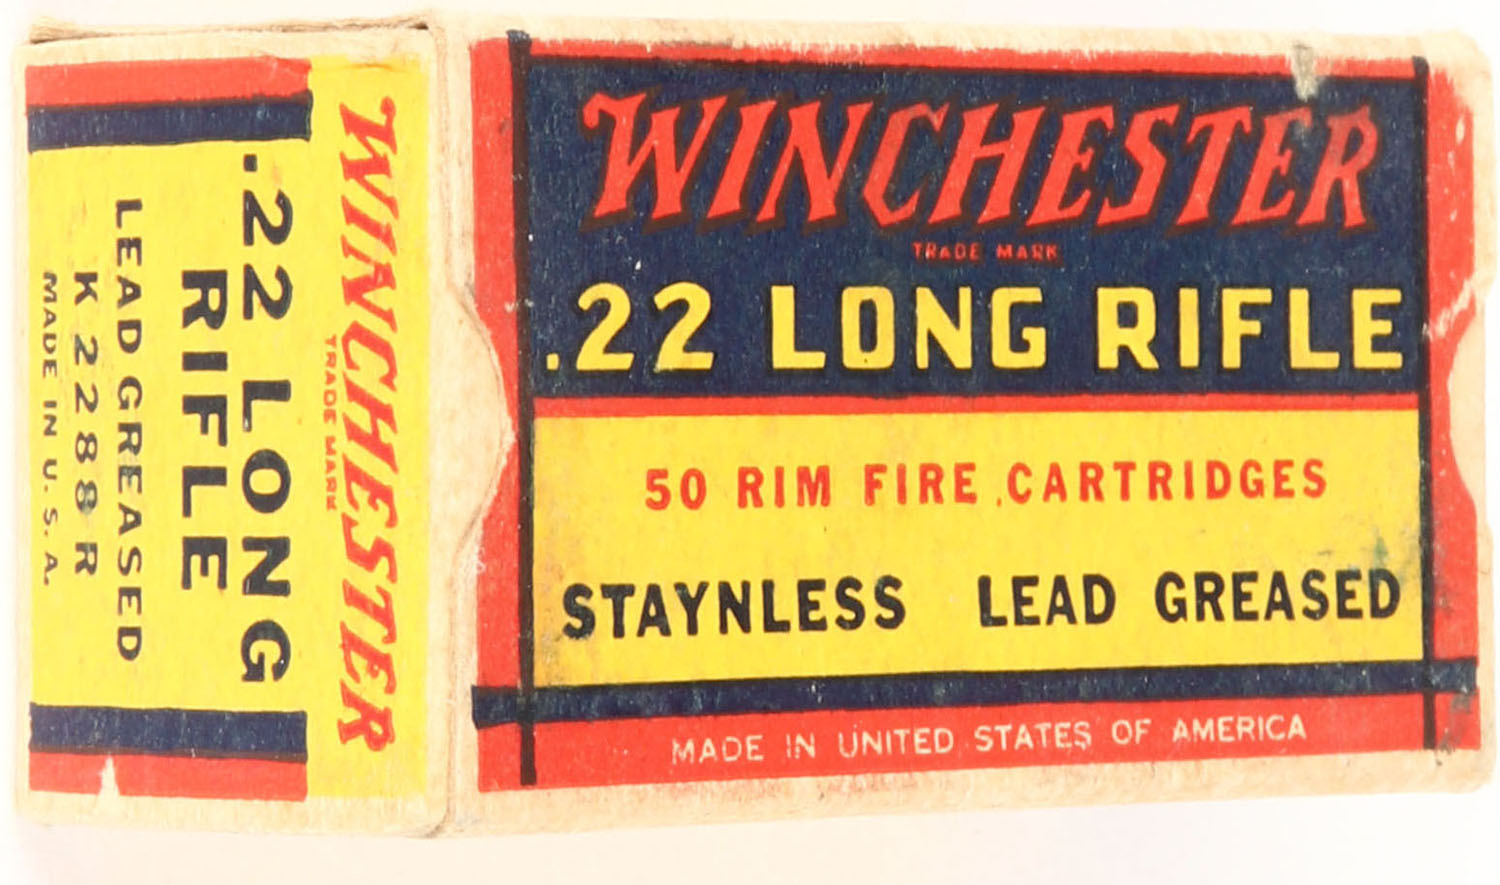 WINCHESTER
TRADE MARK
.22 LONG
RIFLE
LEAD GREASED
K2288R
MADE IN U.S.A.
WINCHESTER
TRADE MARK
.22 LONG RIFLE
50 RIM FIRE CARTRIDGES
STAYNLESS LEAD GREASED
MADE IN UNITED STATES OF AMERICA